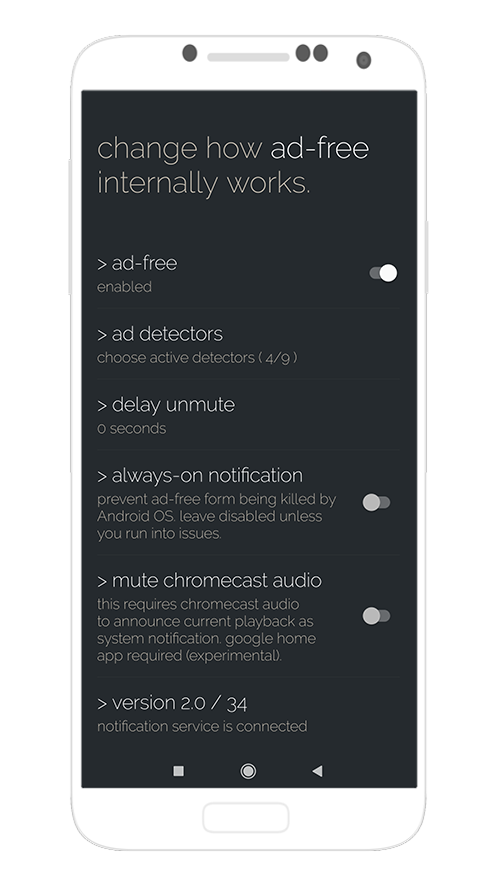 change how ad-free
internally works.
> ad-free
enabled
> ad detectors
choose active detectors ( 4/9 )
> delay unmute
0 seconds
> always-on notification
prevent ad-free form being killed by
Android OS. leave disabled unless
you run into issues.
> mute chromecast audio
this requires chromecast audio
to announce current playback as
system notification. google home
app required (experimental).
> version 2.0 / 34
notification service is connected